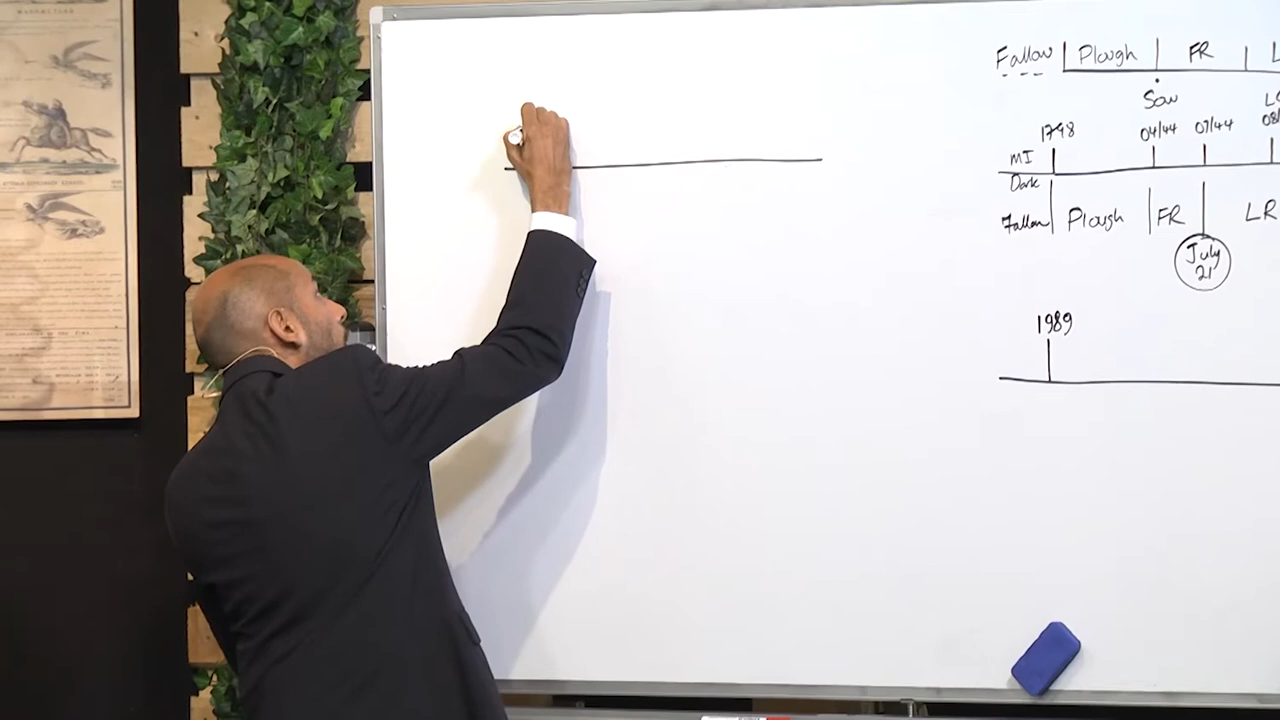 Fallow | Plough | FR | L
Sow
1798 04/44 07/44 08/
MI
Dark
Fallow | Plough | FR | LR
July
21
1989